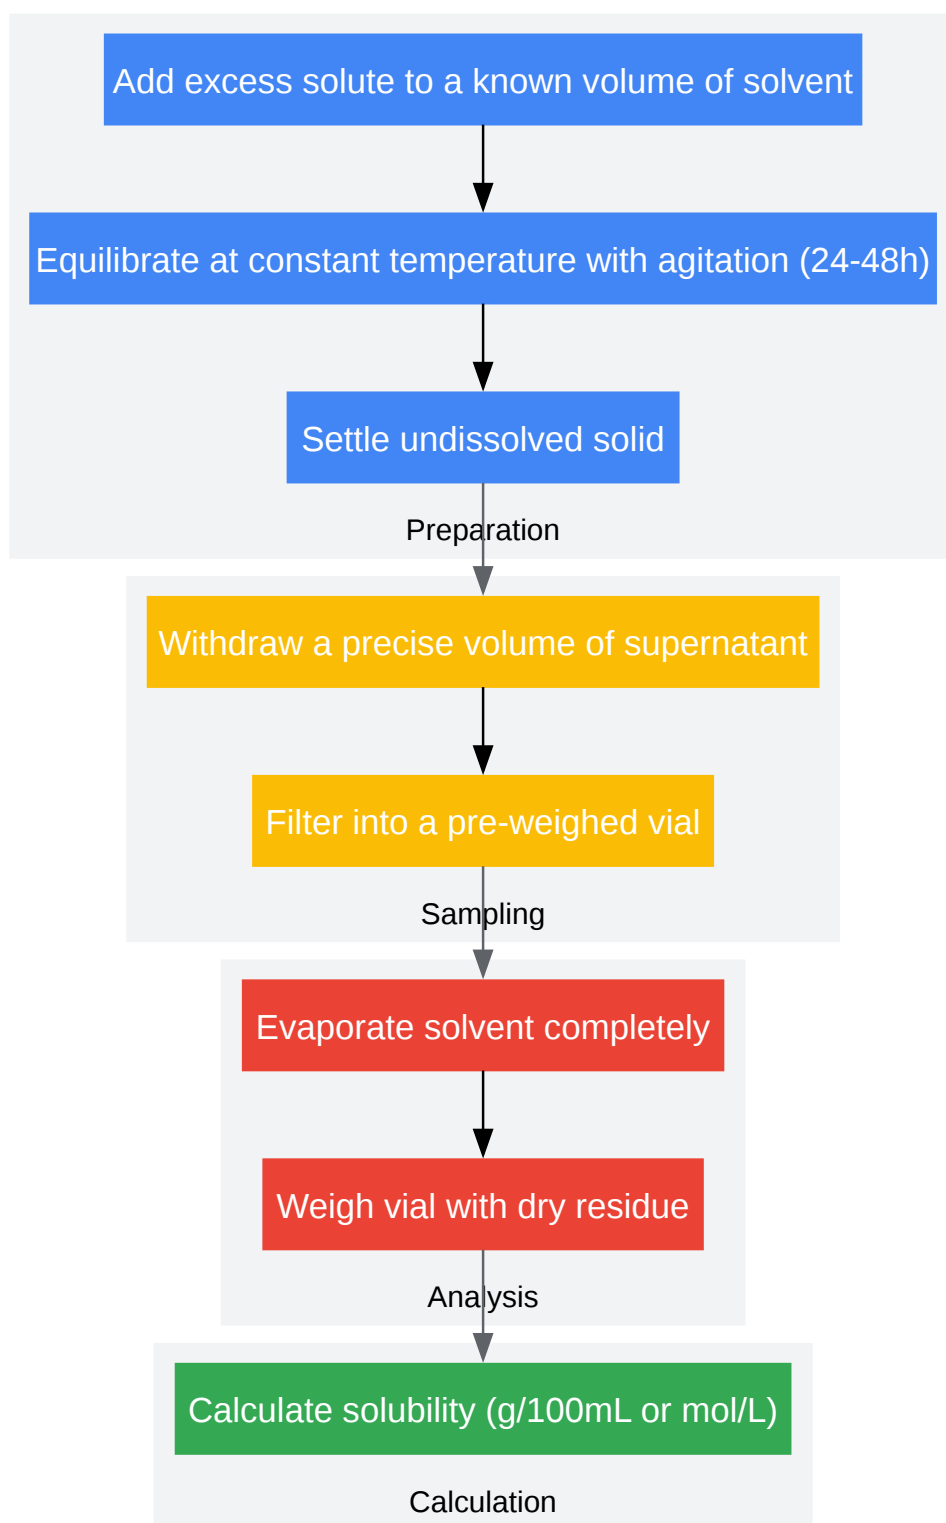 Add excess solute to a known volume of solvent
Equilibrate at constant temperature with agitation (24-48h)
Settle undissolved solid
Preparation
Withdraw a precise volume of supernatant
Filter into a pre-weighed vial
Sampling
Evaporate solvent completely
Weigh vial with dry residue
Analysis
Calculate solubility (g/100mL or mol/L)
Calculation